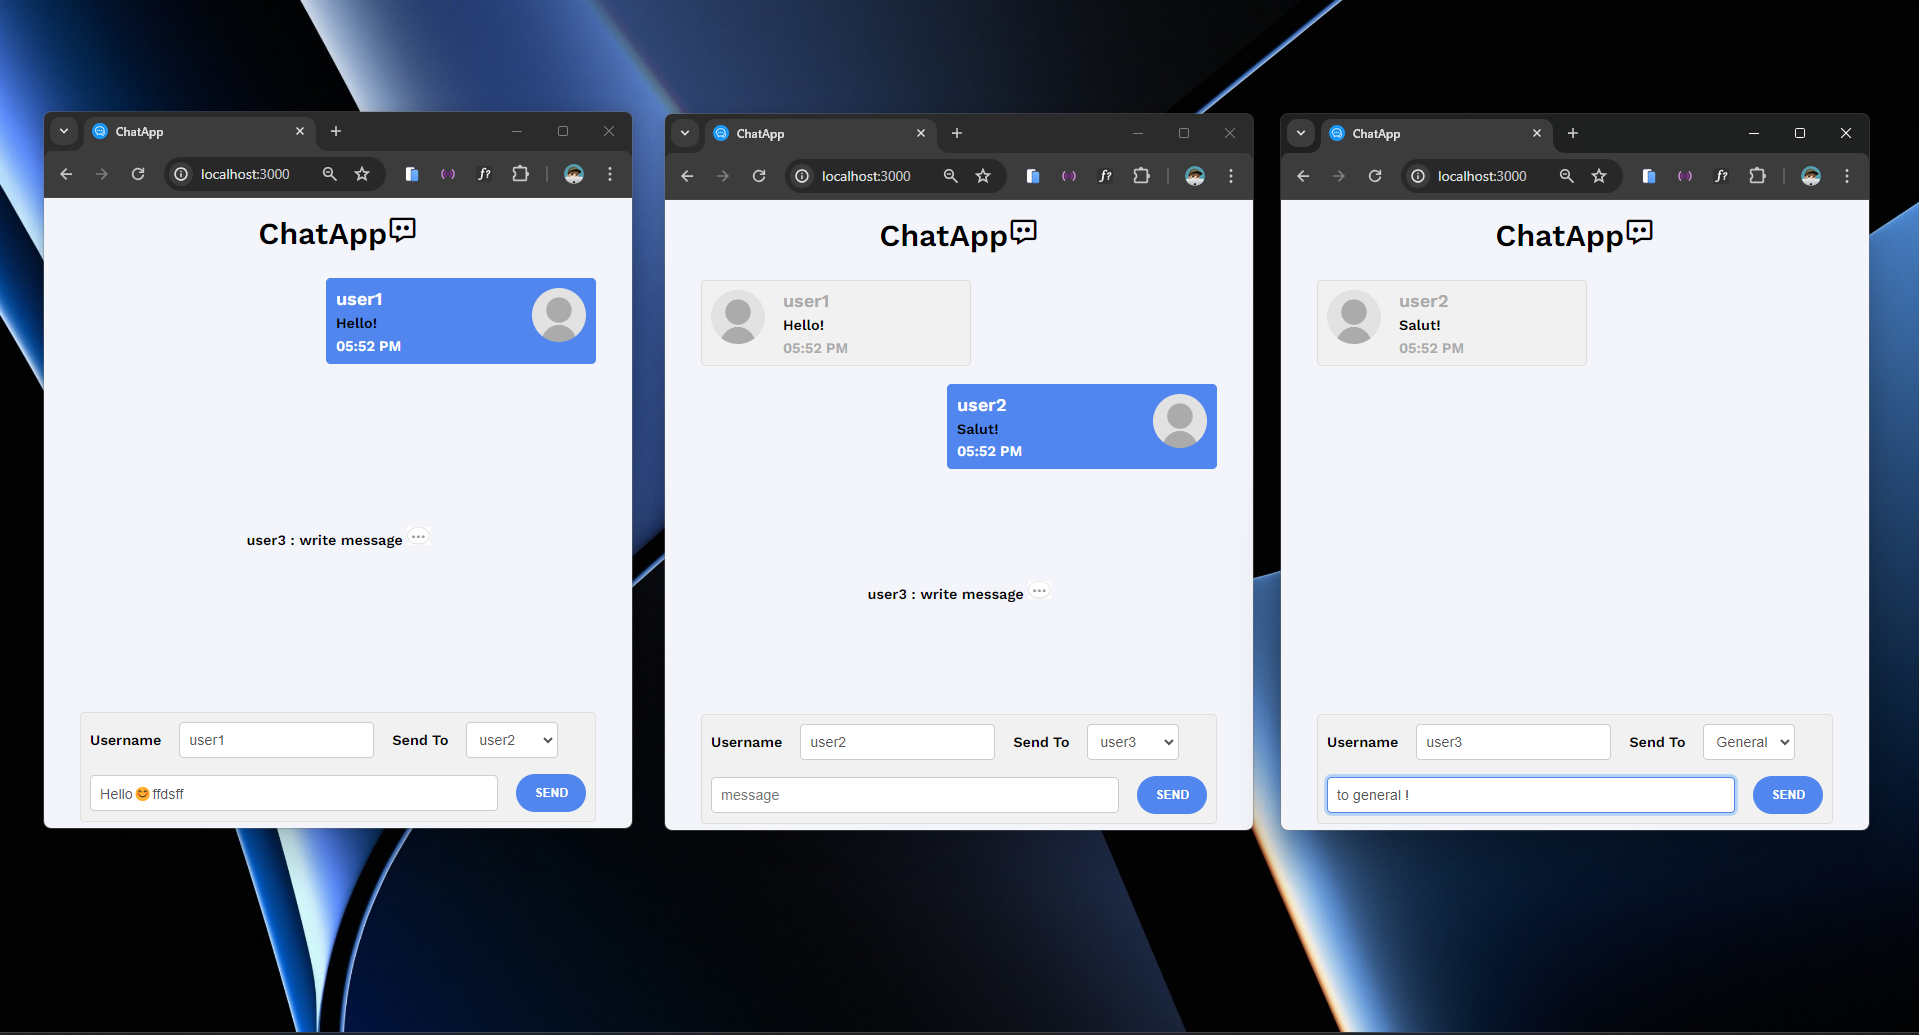 ChatApp
localhost:3000
ChatApp
user1
Hello!
05:52 PM
user3 : write message
Username user1 Send To user2
Hello😊ffdsff SEND
ChatApp
localhost:3000
ChatApp
user1
Hello!
05:52 PM
user2
Salut!
05:52 PM
user3 : write message
Username user2 Send To user3
message SEND
ChatApp
localhost:3000
ChatApp
user2
Salut!
05:52 PM
Username user3 Send To General
to general ! SEND